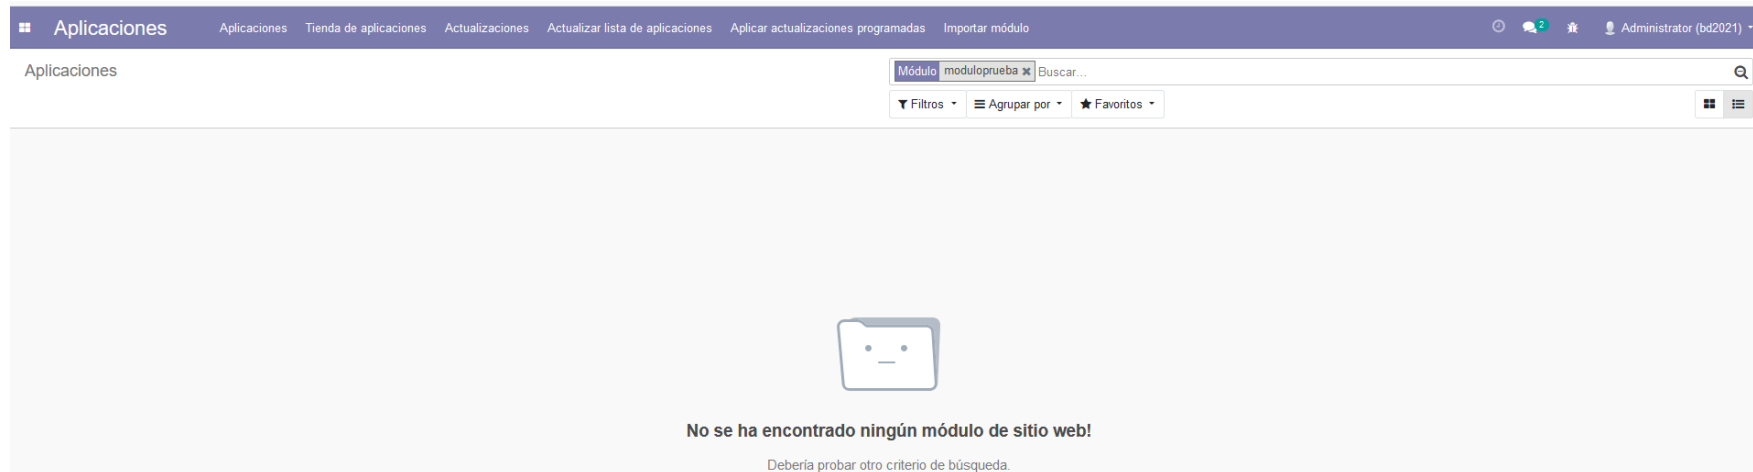 Aplicaciones Aplicaciones Tienda de aplicaciones Actualizaciones Actualizar lista de aplicaciones Aplicar actualizaciones programadas Importar módulo 2 Administrator (bd2021)
Aplicaciones Módulo moduloprueba Buscar...
Filtros Agrupar por Favoritos
No se ha encontrado ningún módulo de sitio web!
Debería probar otro criterio de búsqueda.